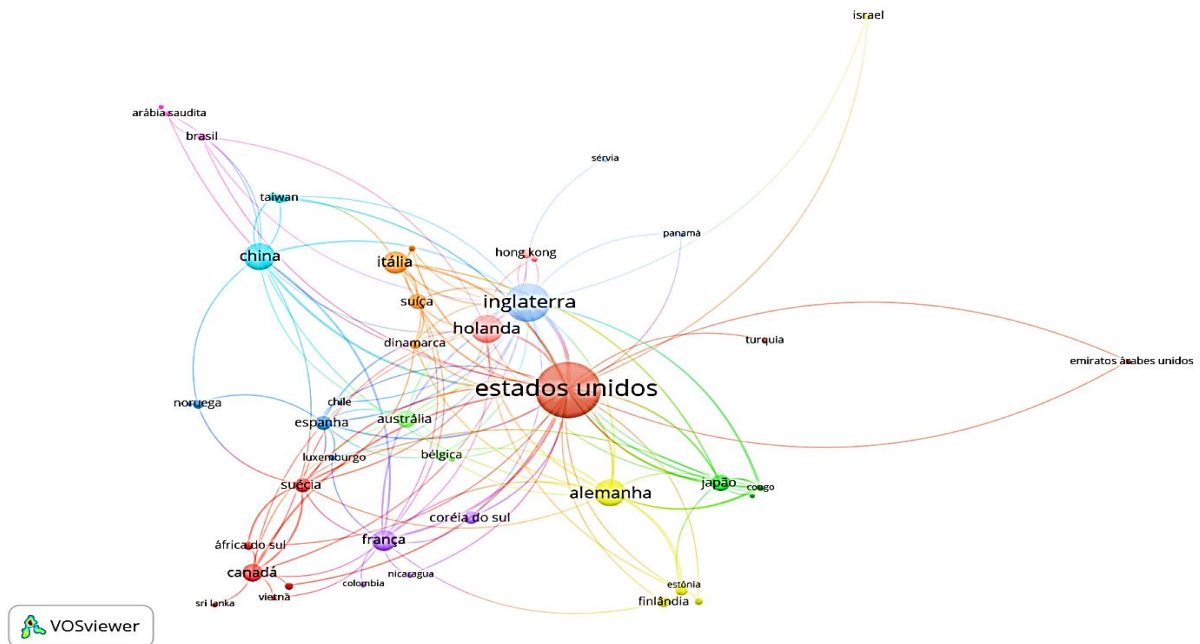 israel
arábia saudita
brasil
sérvia
taiwan
panamá
china
itália
hong kong
suíça
inglaterra
holanda
dinamarca
turquia
emiratos árabes unidos
estados unidos
noruega
chile
espanha
austrália
luxemburgo
bélgica
suécia
japão
congo
alemanha
coréia do sul
áfrica do sul
frança
canadá
nicaragua
colombia
estônia
vietnã
sri lanka
finlândia
VOSviewer